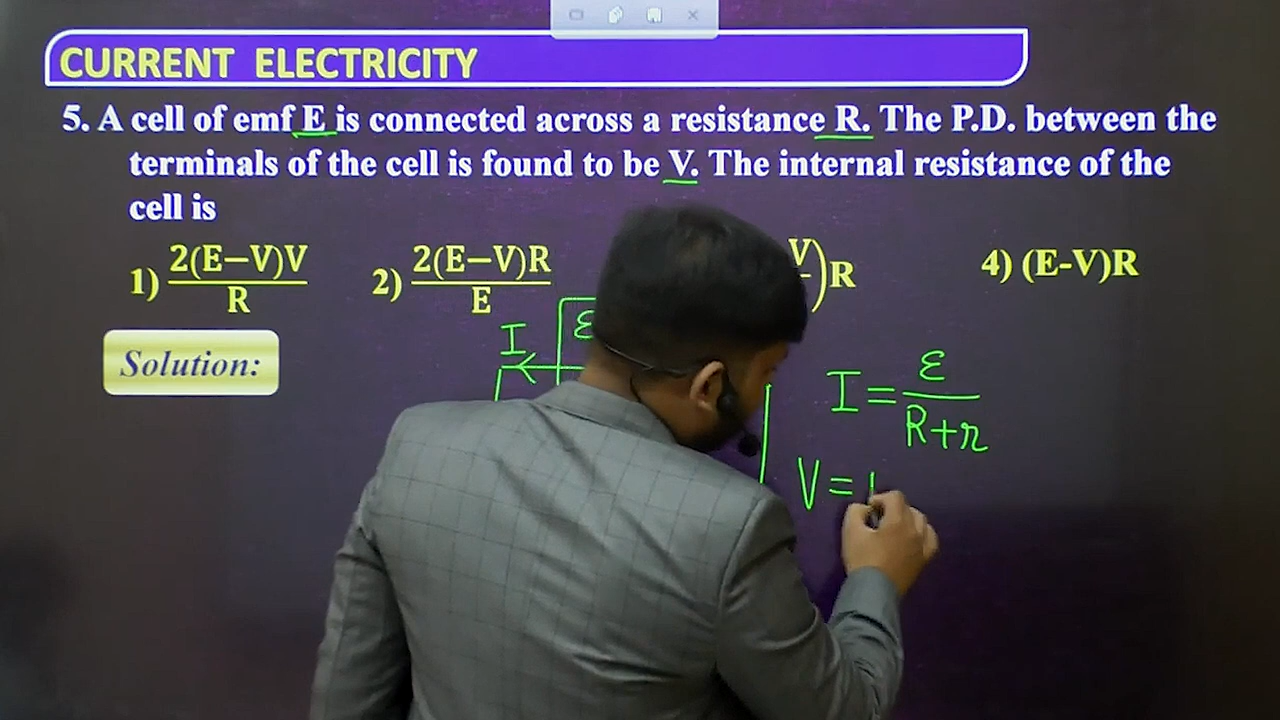 CURRENT ELECTRICITY
5. A cell of emf E is connected across a resistance R. The P.D. between the
terminals of the cell is found to be V. The internal resistance of the
cell is
1) 2(E−V)V / R 2) 2(E−V)R / E V)R 4) (E-V)R
Solution:
I ε
I = ε / R+r
V =